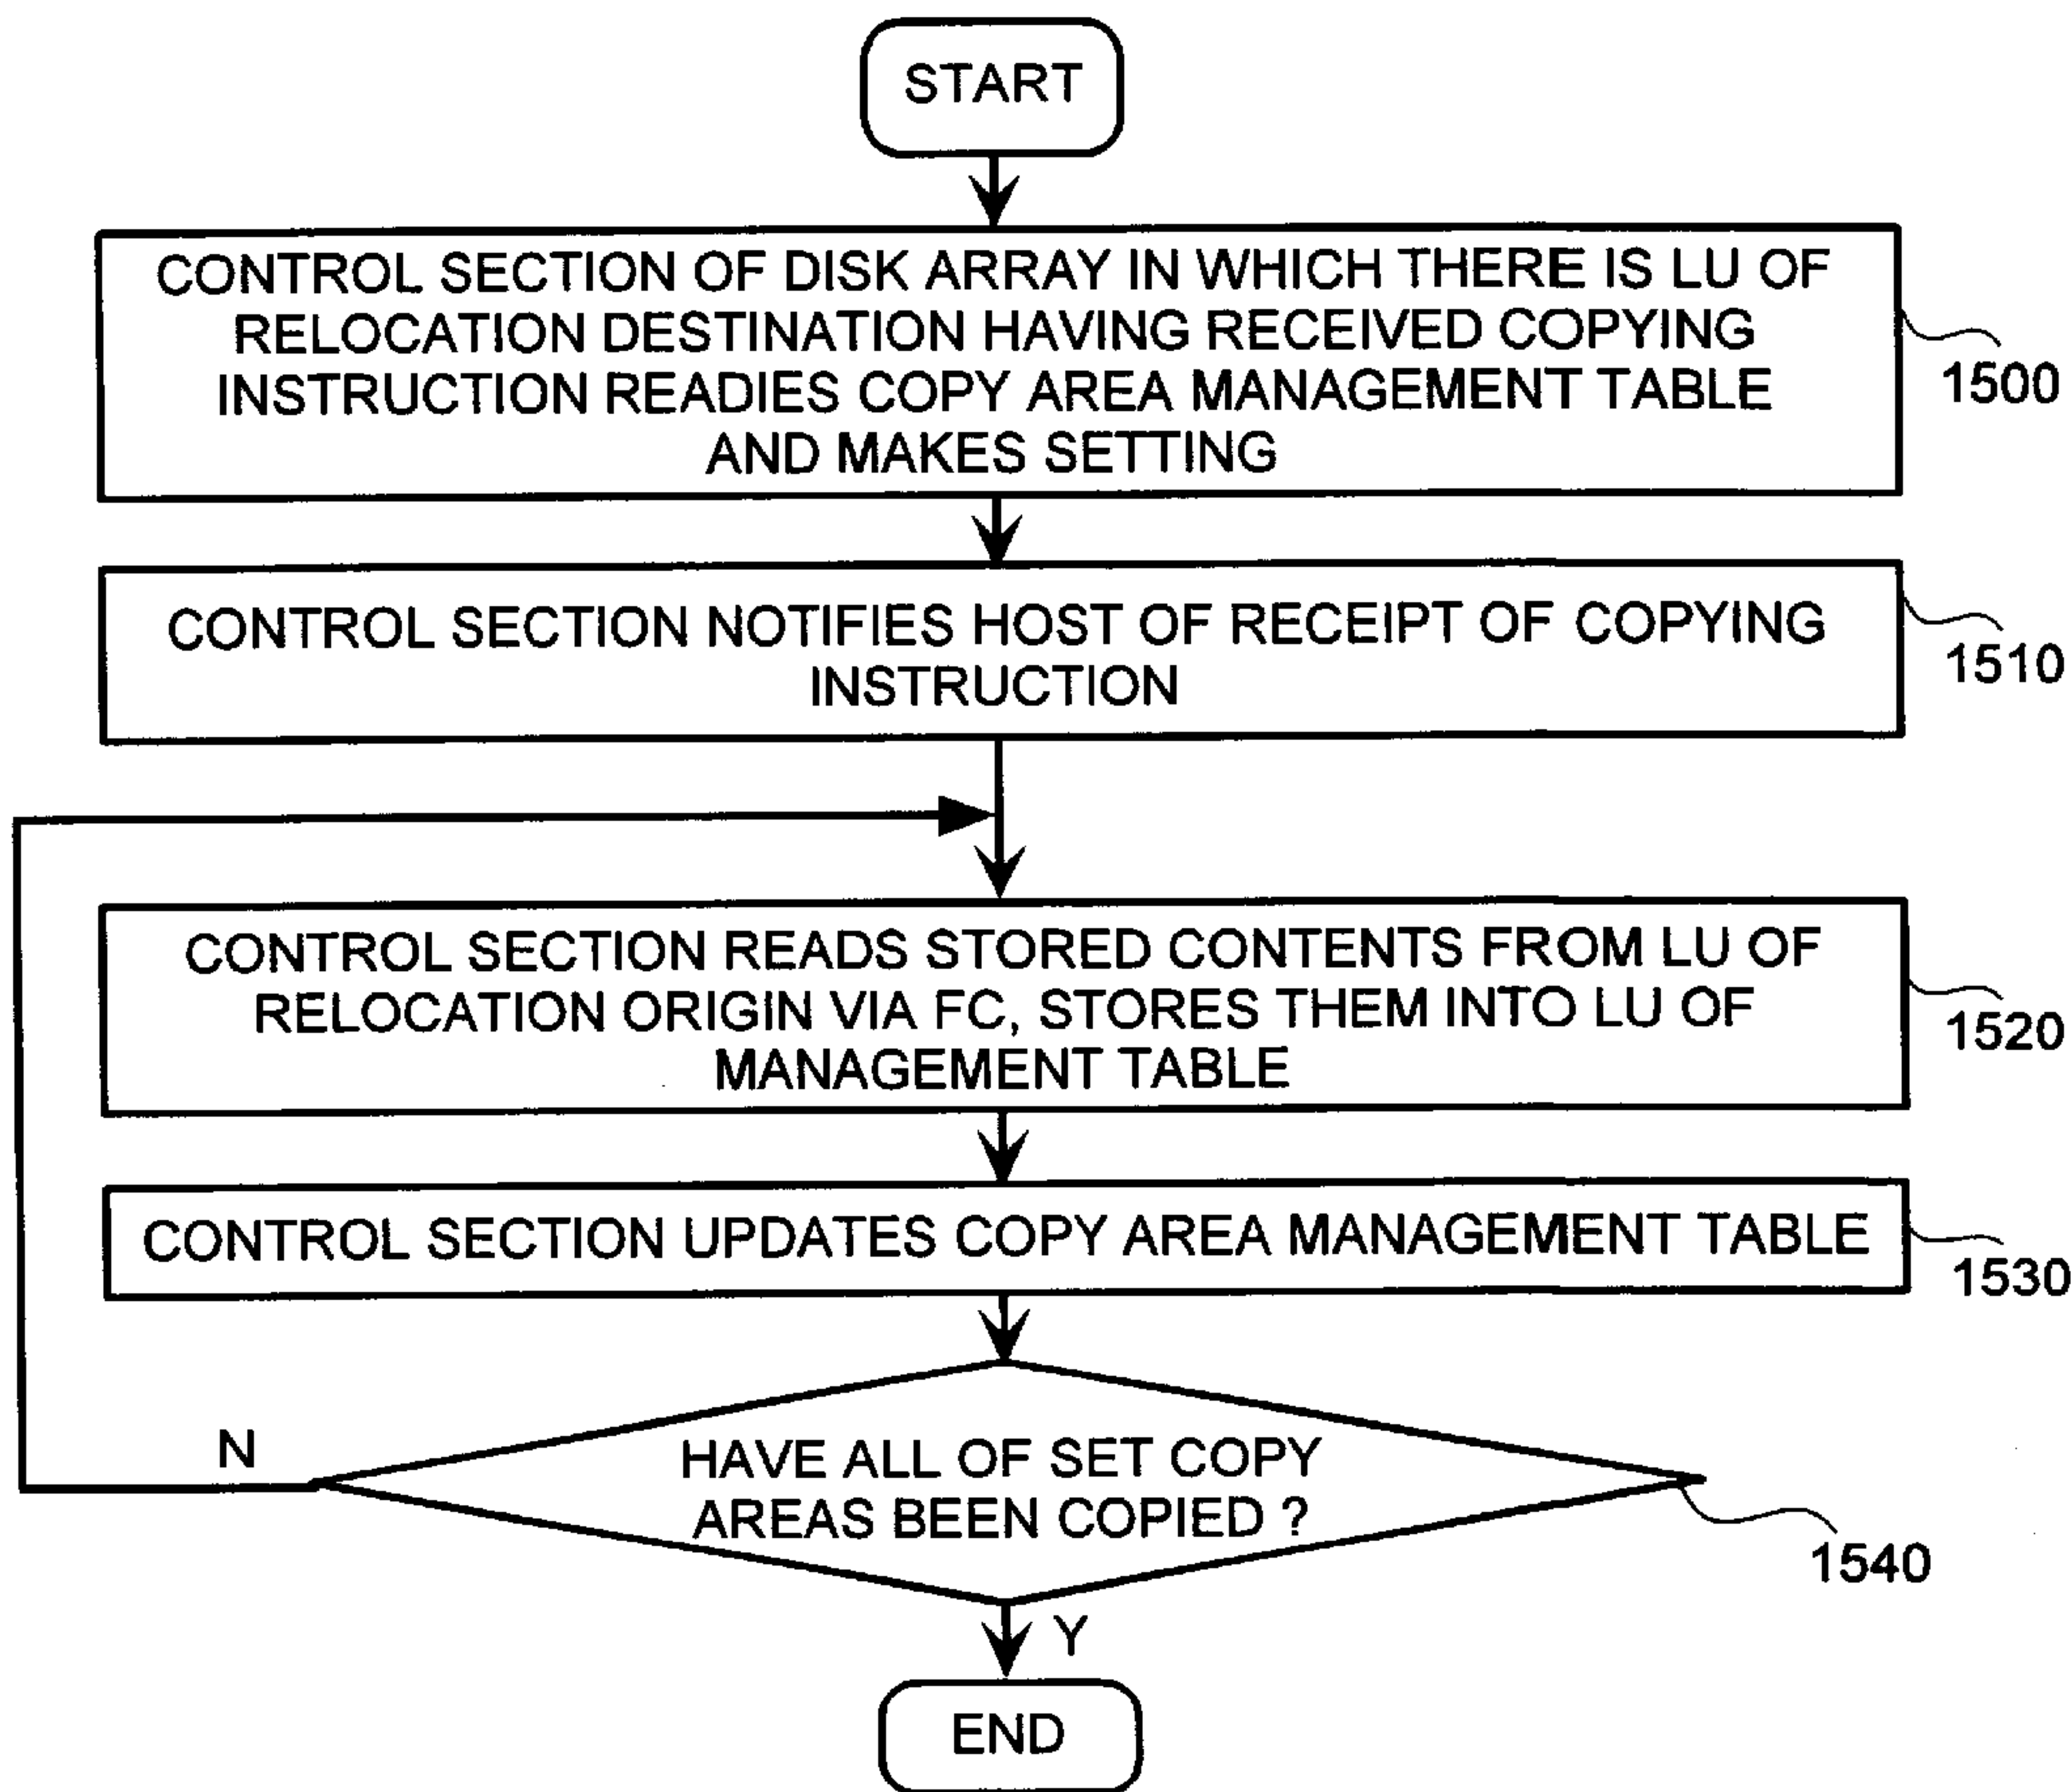 START
CONTROL SECTION OF DISK ARRAY IN WHICH THERE IS LU OF
RELOCATION DESTINATION HAVING RECEIVED COPYING
INSTRUCTION READIES COPY AREA MANAGEMENT TABLE
AND MAKES SETTING
1500
CONTROL SECTION NOTIFIES HOST OF RECEIPT OF COPYING
INSTRUCTION
1510
CONTROL SECTION READS STORED CONTENTS FROM LU OF
RELOCATION ORIGIN VIA FC, STORES THEM INTO LU OF
MANAGEMENT TABLE
1520
CONTROL SECTION UPDATES COPY AREA MANAGEMENT TABLE
1530
N
HAVE ALL OF SET COPY
AREAS BEEN COPIED ?
1540
Y
END